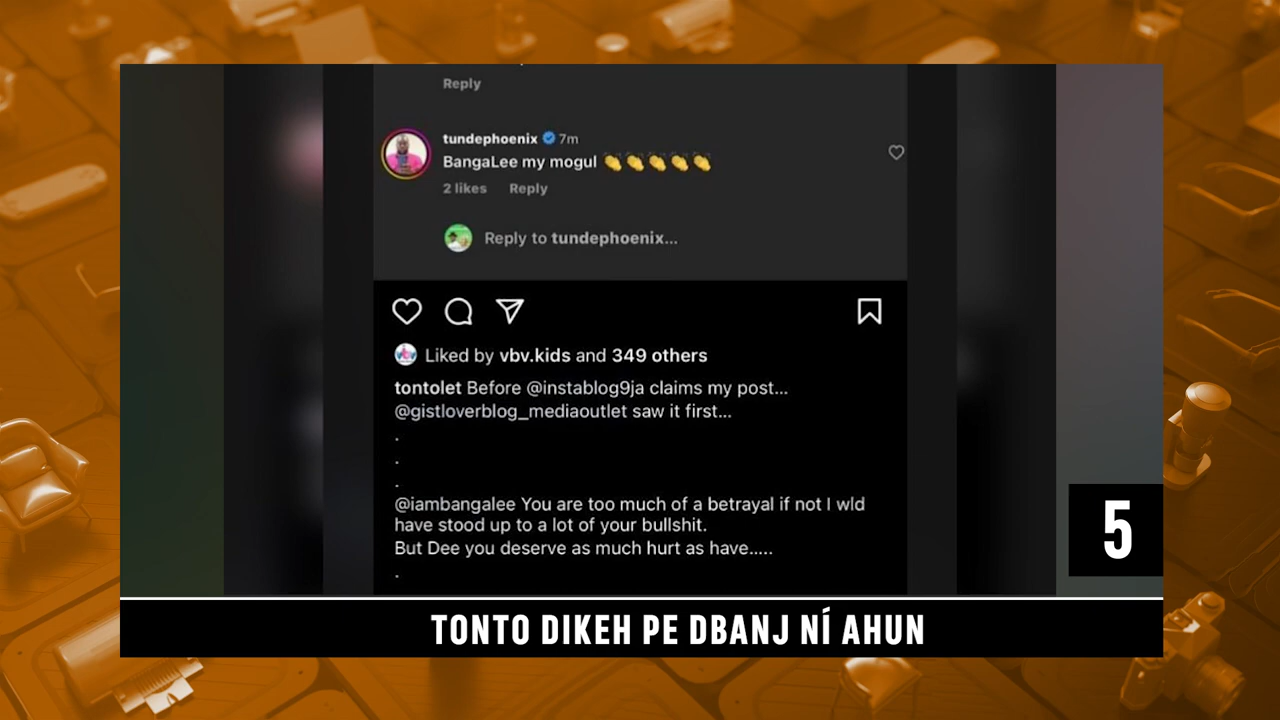 Reply
tundephoenix 7m
BangaLee my mogul 👏👏👏👏👏
2 likes Reply
Reply to tundephoenix...
Liked by vbv.kids and 349 others
tontolet Before @instablog9ja claims my post...
@gistloverblog_mediaoutlet saw it first...
.
.
.
@iambangalee You are too much of a betrayal if not I wld
have stood up to a lot of your bullshit.
But Dee you deserve as much hurt as have.....
.
5
TONTO DIKEH PE DBANJ NÍ AHUN